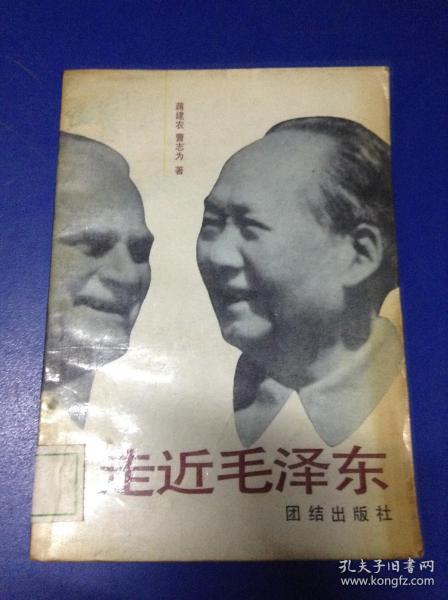 蒋建农 曹志为 著
走近毛泽东
团结出版社
孔夫子旧书网
www.kongfz.com